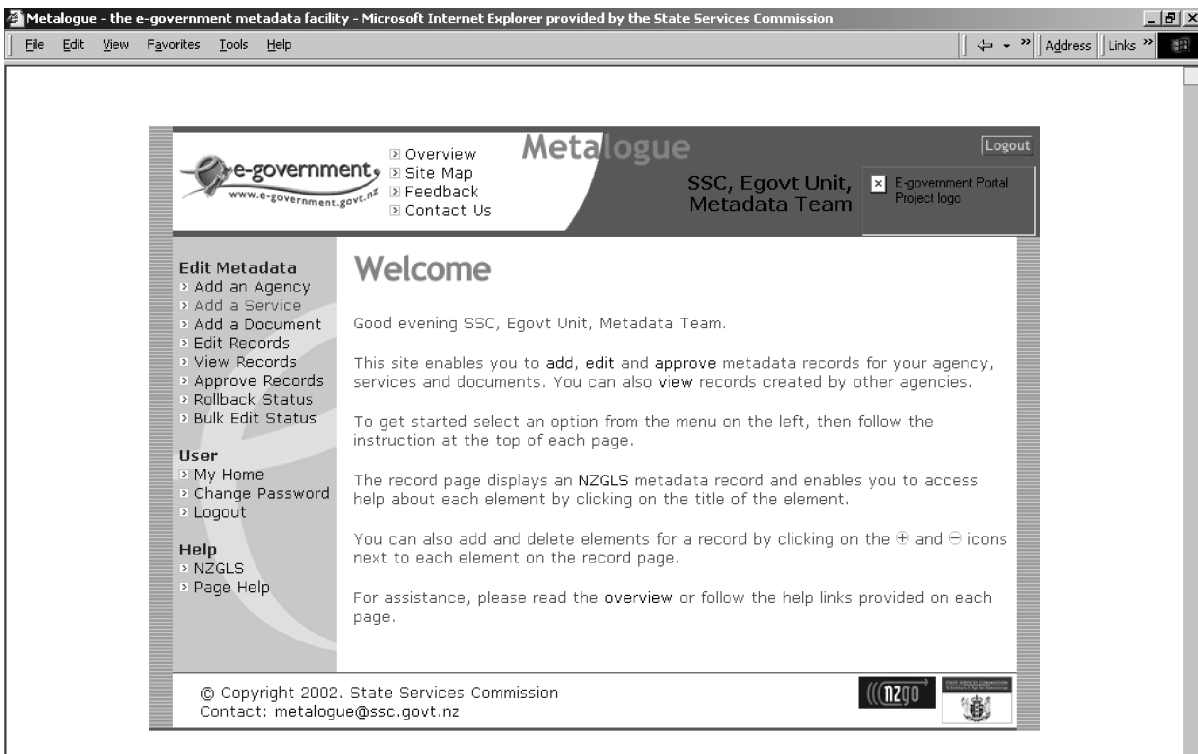 Metalogue - the e-government metadata facility - Microsoft Internet Explorer provided by the State Services Commission
File Edit View Favorites Tools Help
Address Links
e-government
www.e-government.govt.nz
Overview
Site Map
Feedback
Contact Us
Metalogue
SSC, Egovt Unit,
Metadata Team
Logout
E-government Portal
Project logo
Edit Metadata
Add an Agency
Add a Service
Add a Document
Edit Records
View Records
Approve Records
Rollback Status
Bulk Edit Status
User
My Home
Change Password
Logout
Help
NZGLS
Page Help
Welcome
Good evening SSC, Egovt Unit, Metadata Team.
This site enables you to add, edit and approve metadata records for your agency,
services and documents. You can also view records created by other agencies.
To get started select an option from the menu on the left, then follow the
instruction at the top of each page.
The record page displays an NZGLS metadata record and enables you to access
help about each element by clicking on the title of the element.
You can also add and delete elements for a record by clicking on the ⊕ and ⊖ icons
next to each element on the record page.
For assistance, please read the overview or follow the help links provided on each
page.
© Copyright 2002. State Services Commission
Contact: metalogue@ssc.govt.nz
nzgo
STATE SERVICES COMMISSION